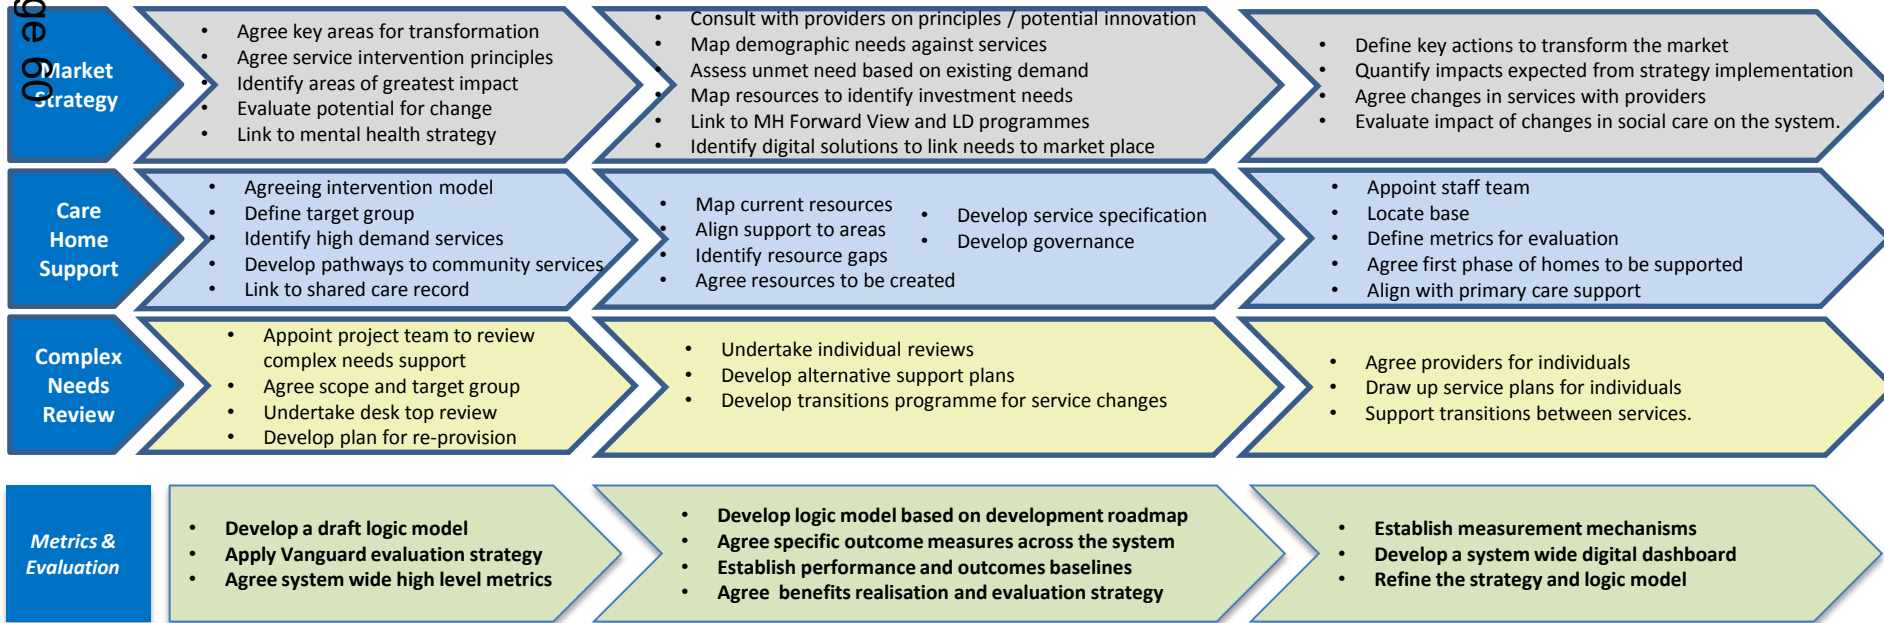 ge 60
Market
Strategy
• Agree key areas for transformation
• Agree service intervention principles
• Identify areas of greatest impact
• Evaluate potential for change
• Link to mental health strategy
• Consult with providers on principles / potential innovation
• Map demographic needs against services
• Assess unmet need based on existing demand
• Map resources to identify investment needs
• Link to MH Forward View and LD programmes
• Identify digital solutions to link needs to market place
• Define key actions to transform the market
• Quantify impacts expected from strategy implementation
• Agree changes in services with providers
• Evaluate impact of changes in social care on the system.
Care
Home
Support
• Agreeing intervention model
• Define target group
• Identify high demand services
• Develop pathways to community services
• Link to shared care record
• Map current resources
• Align support to areas
• Identify resource gaps
• Agree resources to be created
• Develop service specification
• Develop governance
• Appoint staff team
• Locate base
• Define metrics for evaluation
• Agree first phase of homes to be supported
• Align with primary care support
Complex
Needs
Review
• Appoint project team to review
complex needs support
• Agree scope and target group
• Undertake desk top review
• Develop plan for re-provision
• Undertake individual reviews
• Develop alternative support plans
• Develop transitions programme for service changes
• Agree providers for individuals
• Draw up service plans for individuals
• Support transitions between services.
Metrics &
Evaluation
• Develop a draft logic model
• Apply Vanguard evaluation strategy
• Agree system wide high level metrics
• Develop logic model based on development roadmap
• Agree specific outcome measures across the system
• Establish performance and outcomes baselines
• Agree benefits realisation and evaluation strategy
• Establish measurement mechanisms
• Develop a system wide digital dashboard
• Refine the strategy and logic model